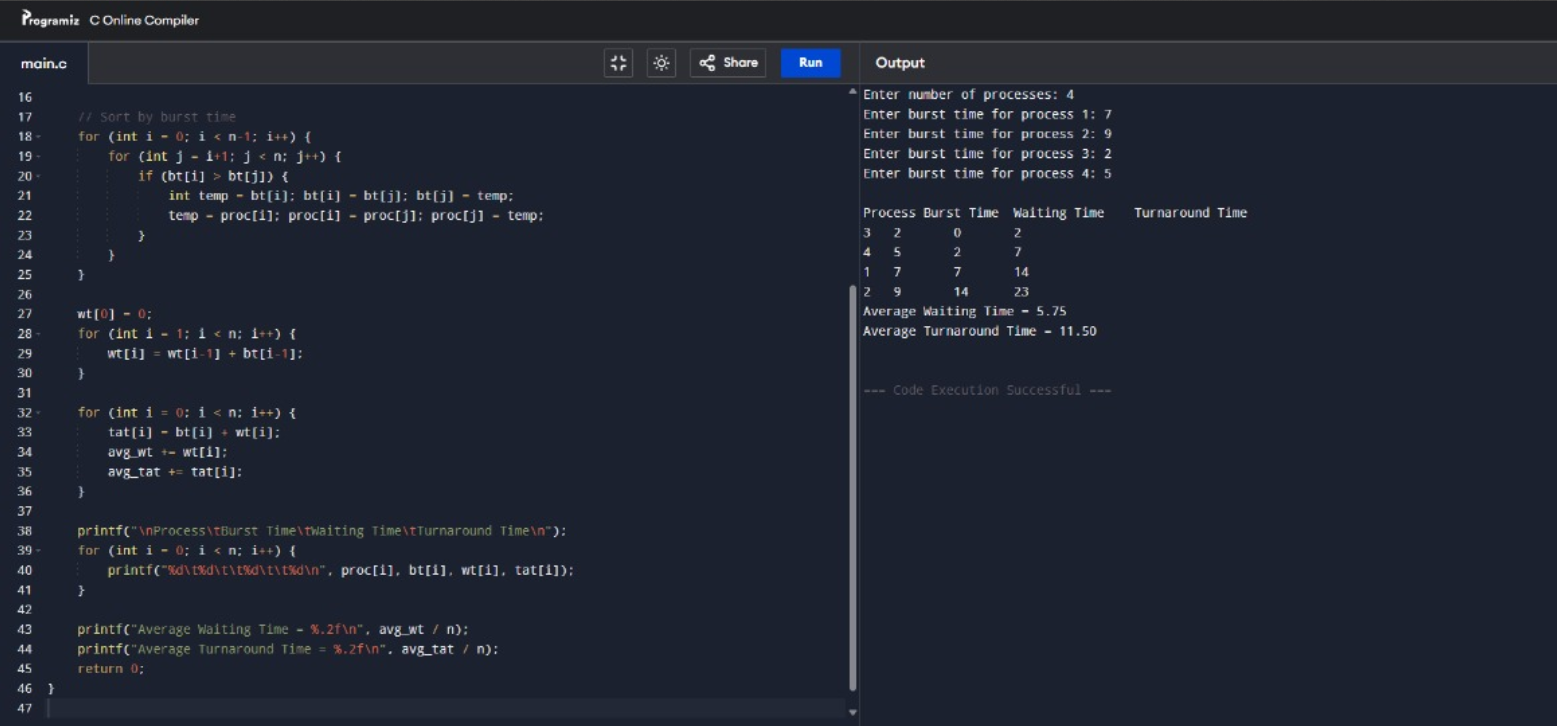 Programiz C Online Compiler
main.c
Share
Run
Output
16
17 // Sort by burst time
18 for (int i = 0; i < n-1; i++) {
19 for (int j = i+1; j < n; j++) {
20 if (bt[i] > bt[j]) {
21 int temp = bt[i]; bt[i] = bt[j]; bt[j] = temp;
22 temp = proc[i]; proc[i] = proc[j]; proc[j] = temp;
23 }
24 }
25 }
26
27 wt[0] = 0;
28 for (int i = 1; i < n; i++) {
29 wt[i] = wt[i-1] + bt[i-1];
30 }
31
32 for (int i = 0; i < n; i++) {
33 tat[i] = bt[i] + wt[i];
34 avg_wt += wt[i];
35 avg_tat += tat[i];
36 }
37
38 printf("\nProcess\tBurst Time\tWaiting Time\tTurnaround Time\n");
39 for (int i = 0; i < n; i++) {
40 printf("%d\t%d\t\t%d\t\t%d\n", proc[i], bt[i], wt[i], tat[i]);
41 }
42
43 printf("Average Waiting Time = %.2f\n", avg_wt / n);
44 printf("Average Turnaround Time = %.2f\n", avg_tat / n);
45 return 0;
46 }
47
Enter number of processes: 4
Enter burst time for process 1: 7
Enter burst time for process 2: 9
Enter burst time for process 3: 2
Enter burst time for process 4: 5
Process Burst Time Waiting Time Turnaround Time
3 2 0 2
4 5 2 7
1 7 7 14
2 9 14 23
Average Waiting Time = 5.75
Average Turnaround Time = 11.50
=== Code Execution Successful ===